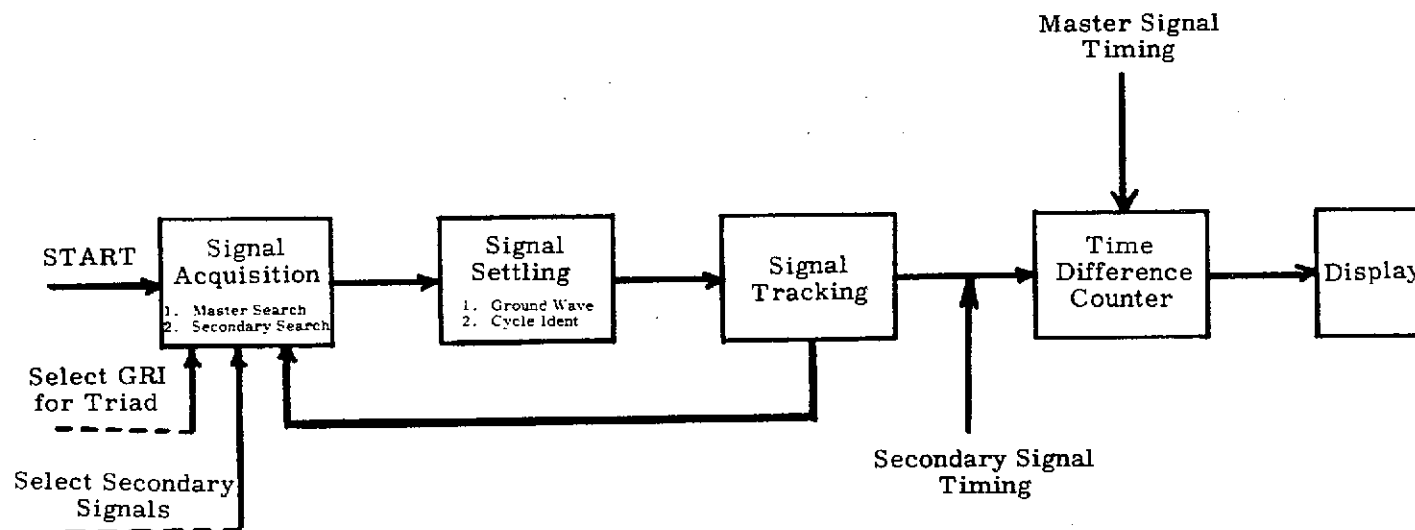 Master Signal
Timing
START
Signal
Acquisition
1. Master Search
2. Secondary Search
Signal
Settling
1. Ground Wave
2. Cycle Ident
Signal
Tracking
Time
Difference
Counter
Display
Select GRI
for Triad
Select Secondary
Signals
Secondary Signal
Timing